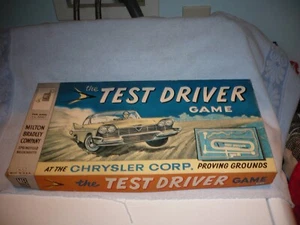 the
TEST DRIVER
GAME
MILTON
BRADLEY
COMPANY
AT THE CHRYSLER CORP. PROVING GROUNDS
the TEST DRIVER GAME